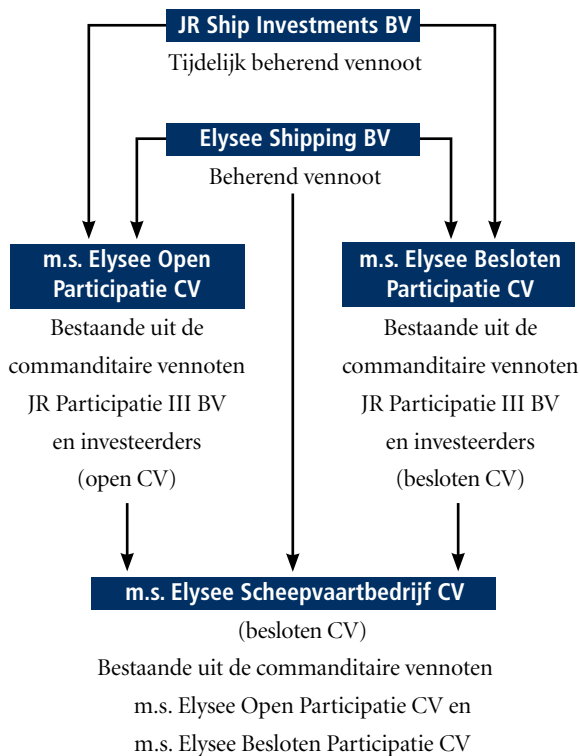 JR Ship Investments BV
Tijdelijk beherend vennoot
Elysee Shipping BV
Beherend vennoot
m.s. Elysee Open
Participatie CV
Bestaande uit de
commanditaire vennoten
JR Participatie III BV
en investeerders
(open CV)
m.s. Elysee Besloten
Participatie CV
Bestaande uit de
commanditaire vennoten
JR Participatie III BV
en investeerders
(besloten CV)
m.s. Elysee Scheepvaartbedrijf CV
(besloten CV)
Bestaande uit de commanditaire vennoten
m.s. Elysee Open Participatie CV en
m.s. Elysee Besloten Participatie CV